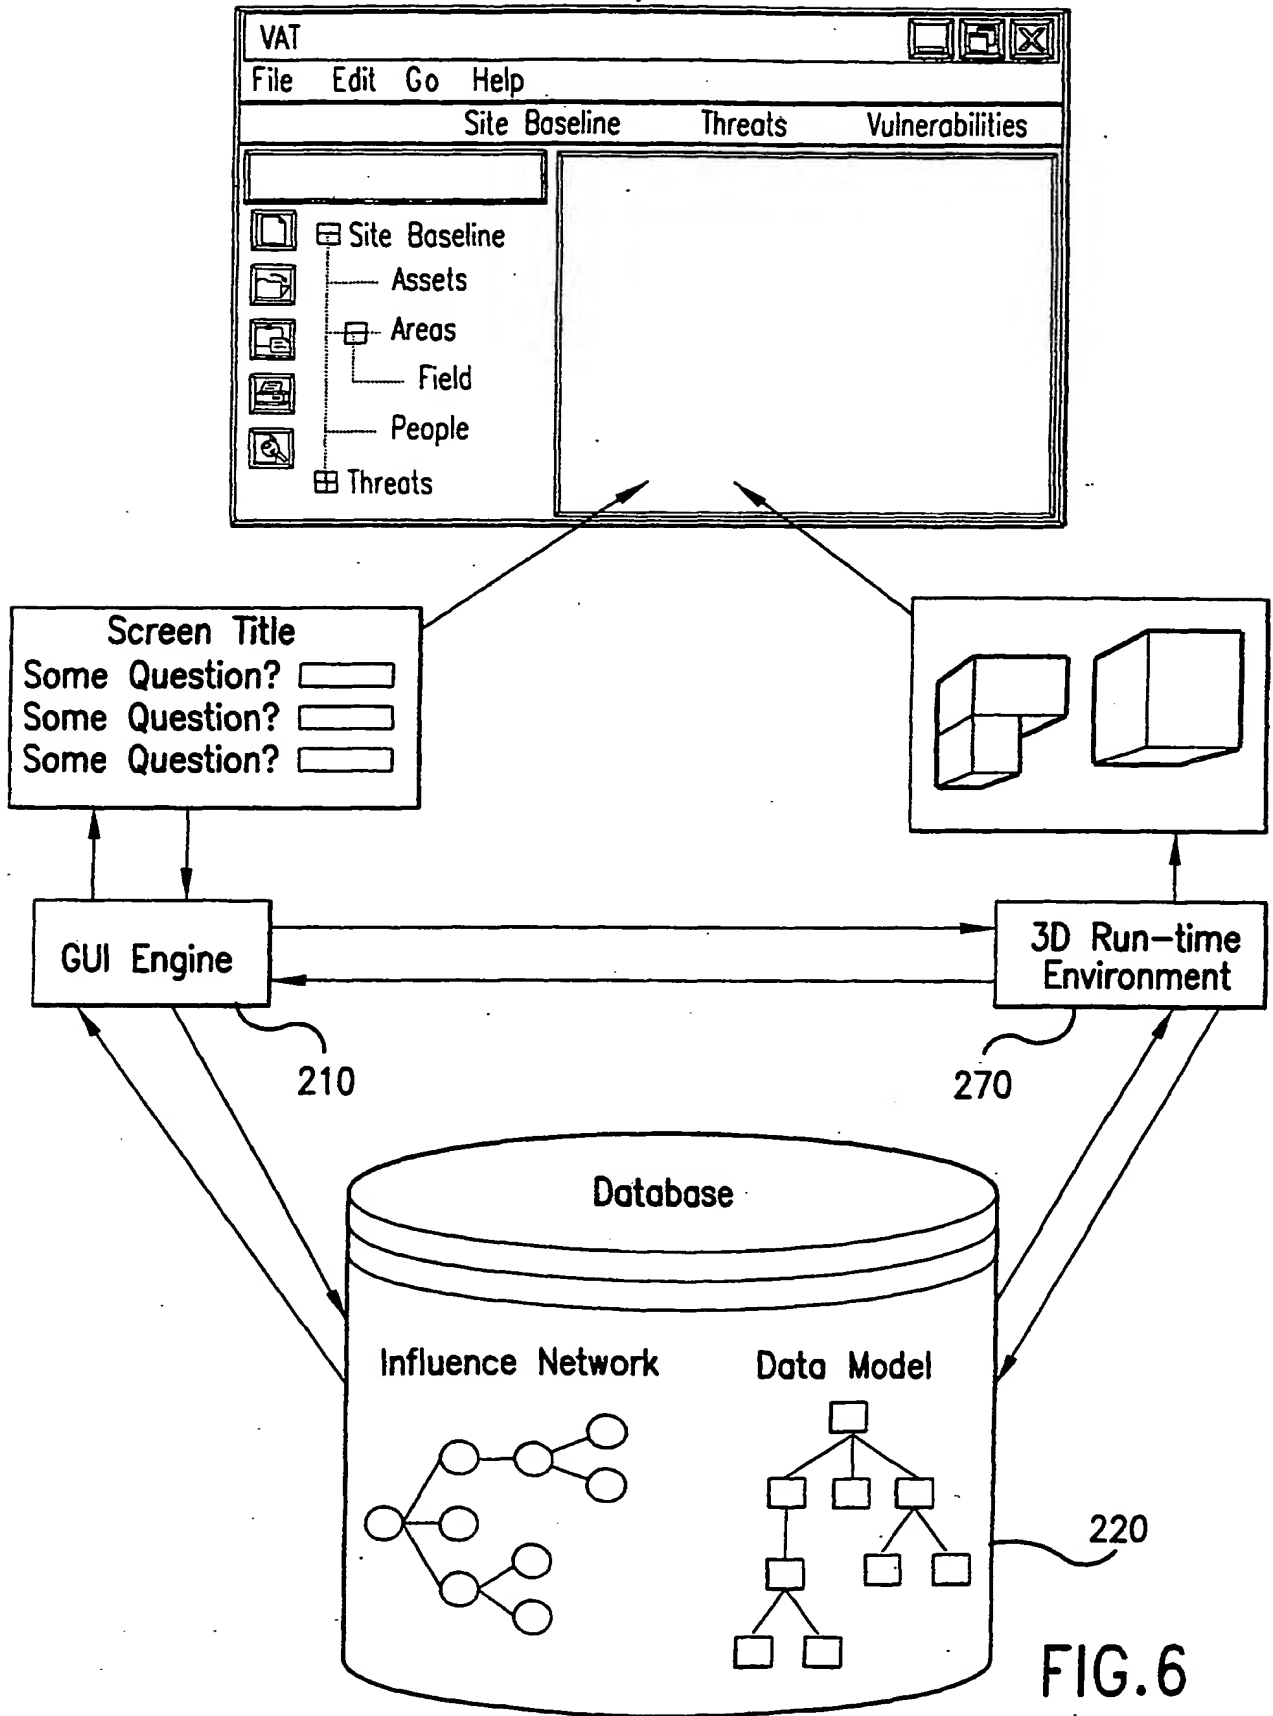 VAT
File Edit Go Help
Site Baseline Threats Vulnerabilities
Site Baseline
Assets
Areas
Field
People
Threats
Screen Title
Some Question?
Some Question?
Some Question?
GUI Engine
3D Run-time
Environment
210
270
Database
Influence Network
Data Model
220
FIG.6